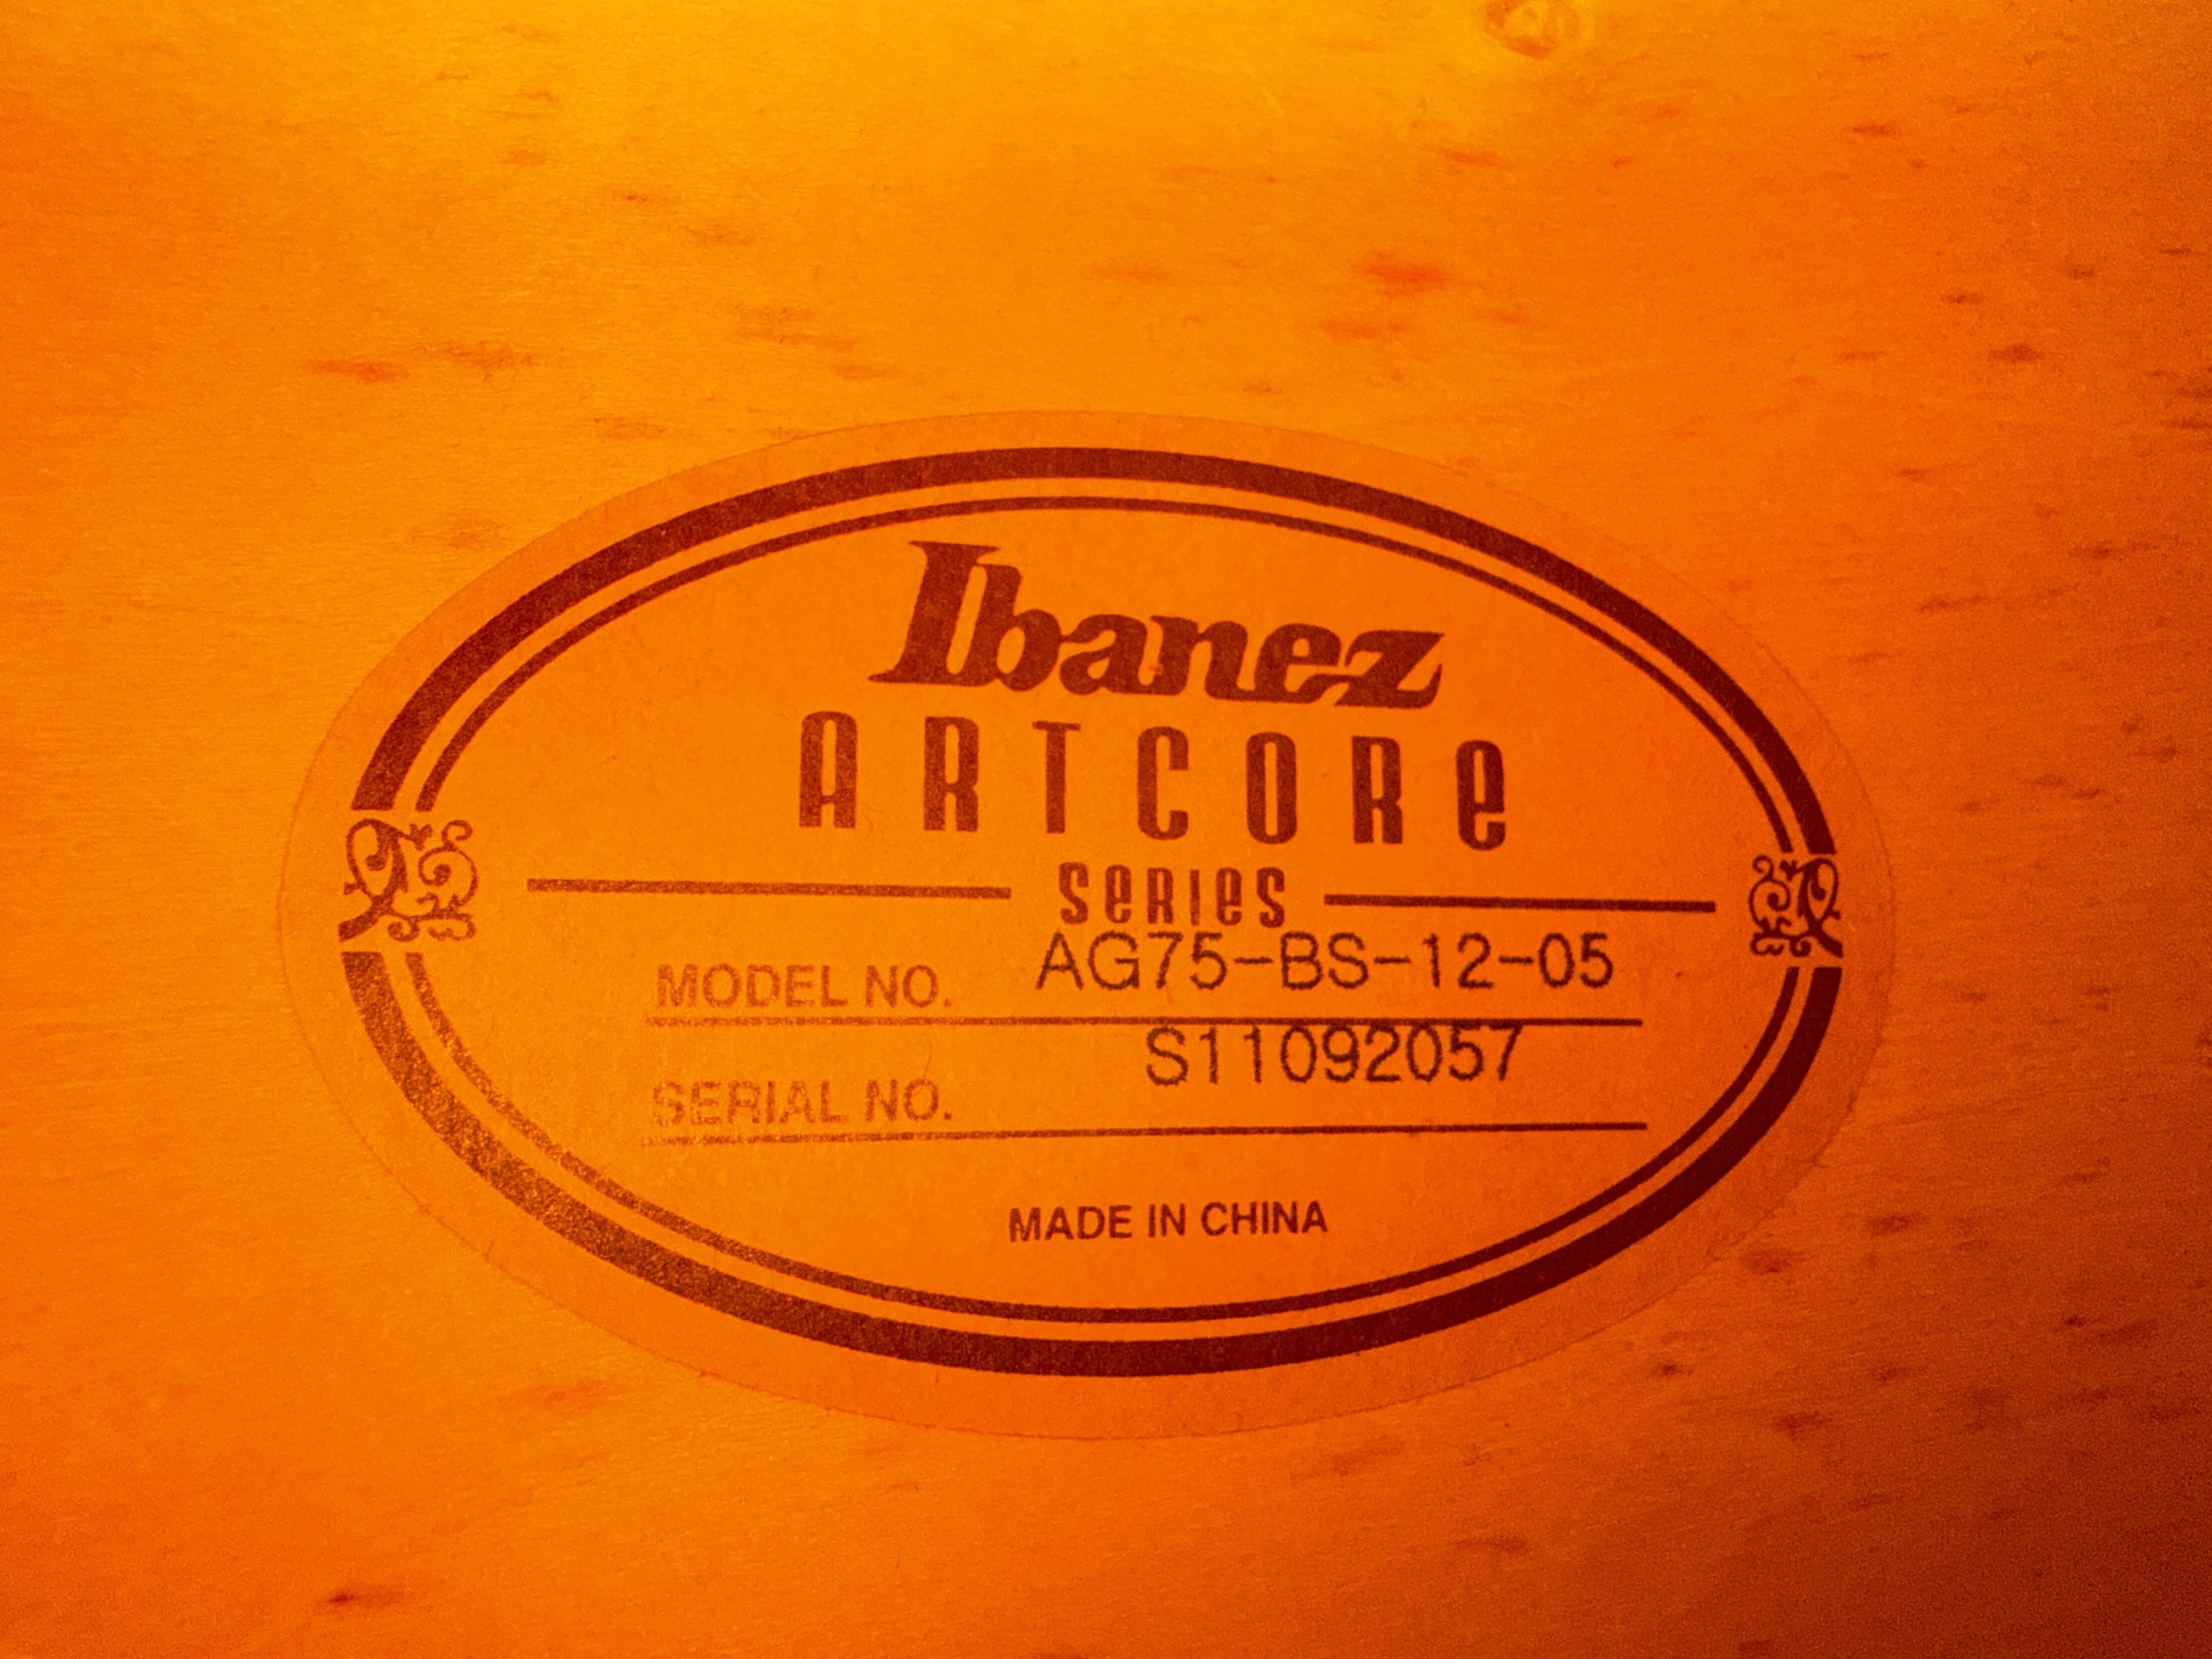 Ibanez
ARTCORe
SeRIeS
MODEL NO. AG75-BS-12-05
SERIAL NO. S11092057
MADE IN CHINA